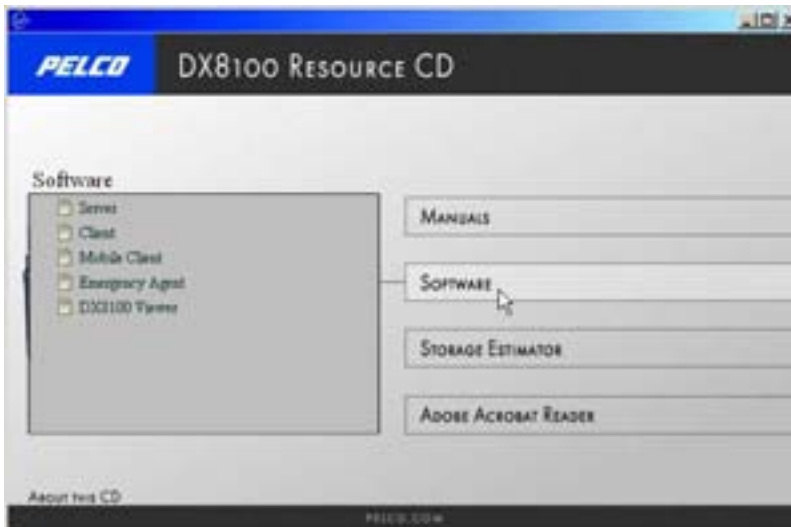 PELCO DX8100 RESOURCE CD
Software
Server
Client
Mobile Client
Emergency Agent
DX8100 Viewer
MANUALS
SOFTWARE
STORAGE ESTIMATOR
ADOBE ACROBAT READER
ABOUT THIS CD
PELCO.COM